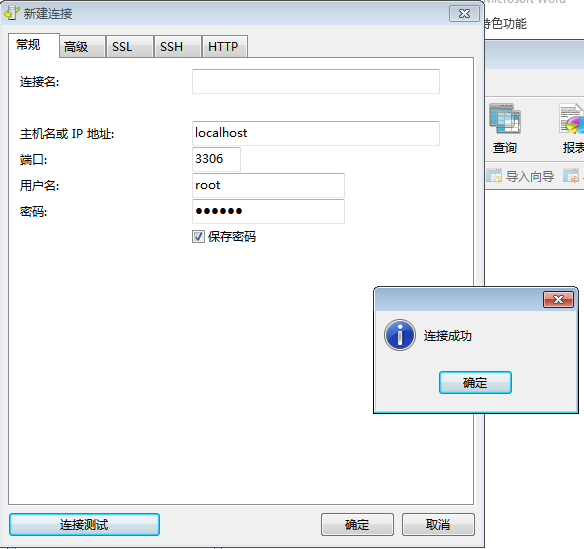 Microsoft Word
新建连接
特色功能
常规
高级
SSL
SSH
HTTP
连接名:
主机名或 IP 地址:
localhost
端口:
3306
用户名:
root
密码:
●●●●●●
保存密码
查询
报表
导入向导
连接成功
确定
连接测试
确定
取消